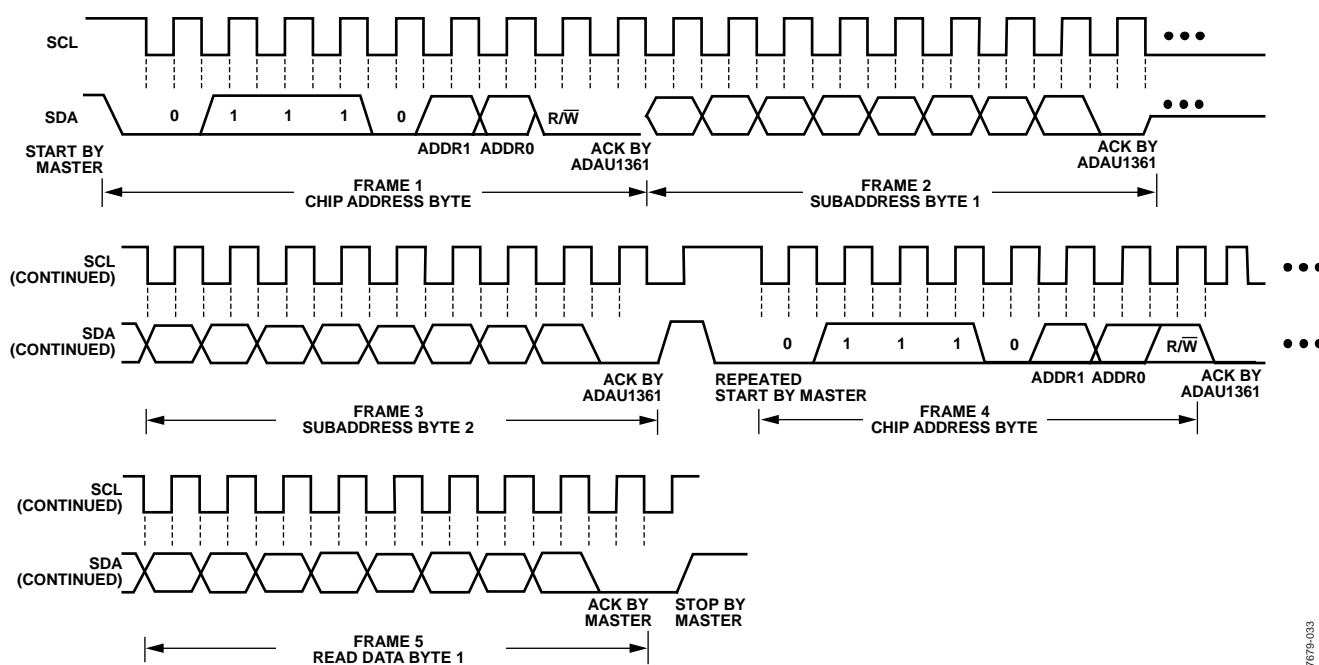 SCL
SDA
0 1 1 1 0 R/W̅
START BY
MASTER
ADDR1 ADDR0
ACK BY
ADAU1361
ACK BY
ADAU1361
FRAME 1
CHIP ADDRESS BYTE
FRAME 2
SUBADDRESS BYTE 1
SCL
(CONTINUED)
SDA
(CONTINUED)
0 1 1 1 0 R/W̅
ACK BY
ADAU1361
REPEATED
START BY MASTER
ADDR1 ADDR0
ACK BY
ADAU1361
FRAME 3
SUBADDRESS BYTE 2
FRAME 4
CHIP ADDRESS BYTE
SCL
(CONTINUED)
SDA
(CONTINUED)
ACK BY
MASTER
STOP BY
MASTER
FRAME 5
READ DATA BYTE 1
7679-033